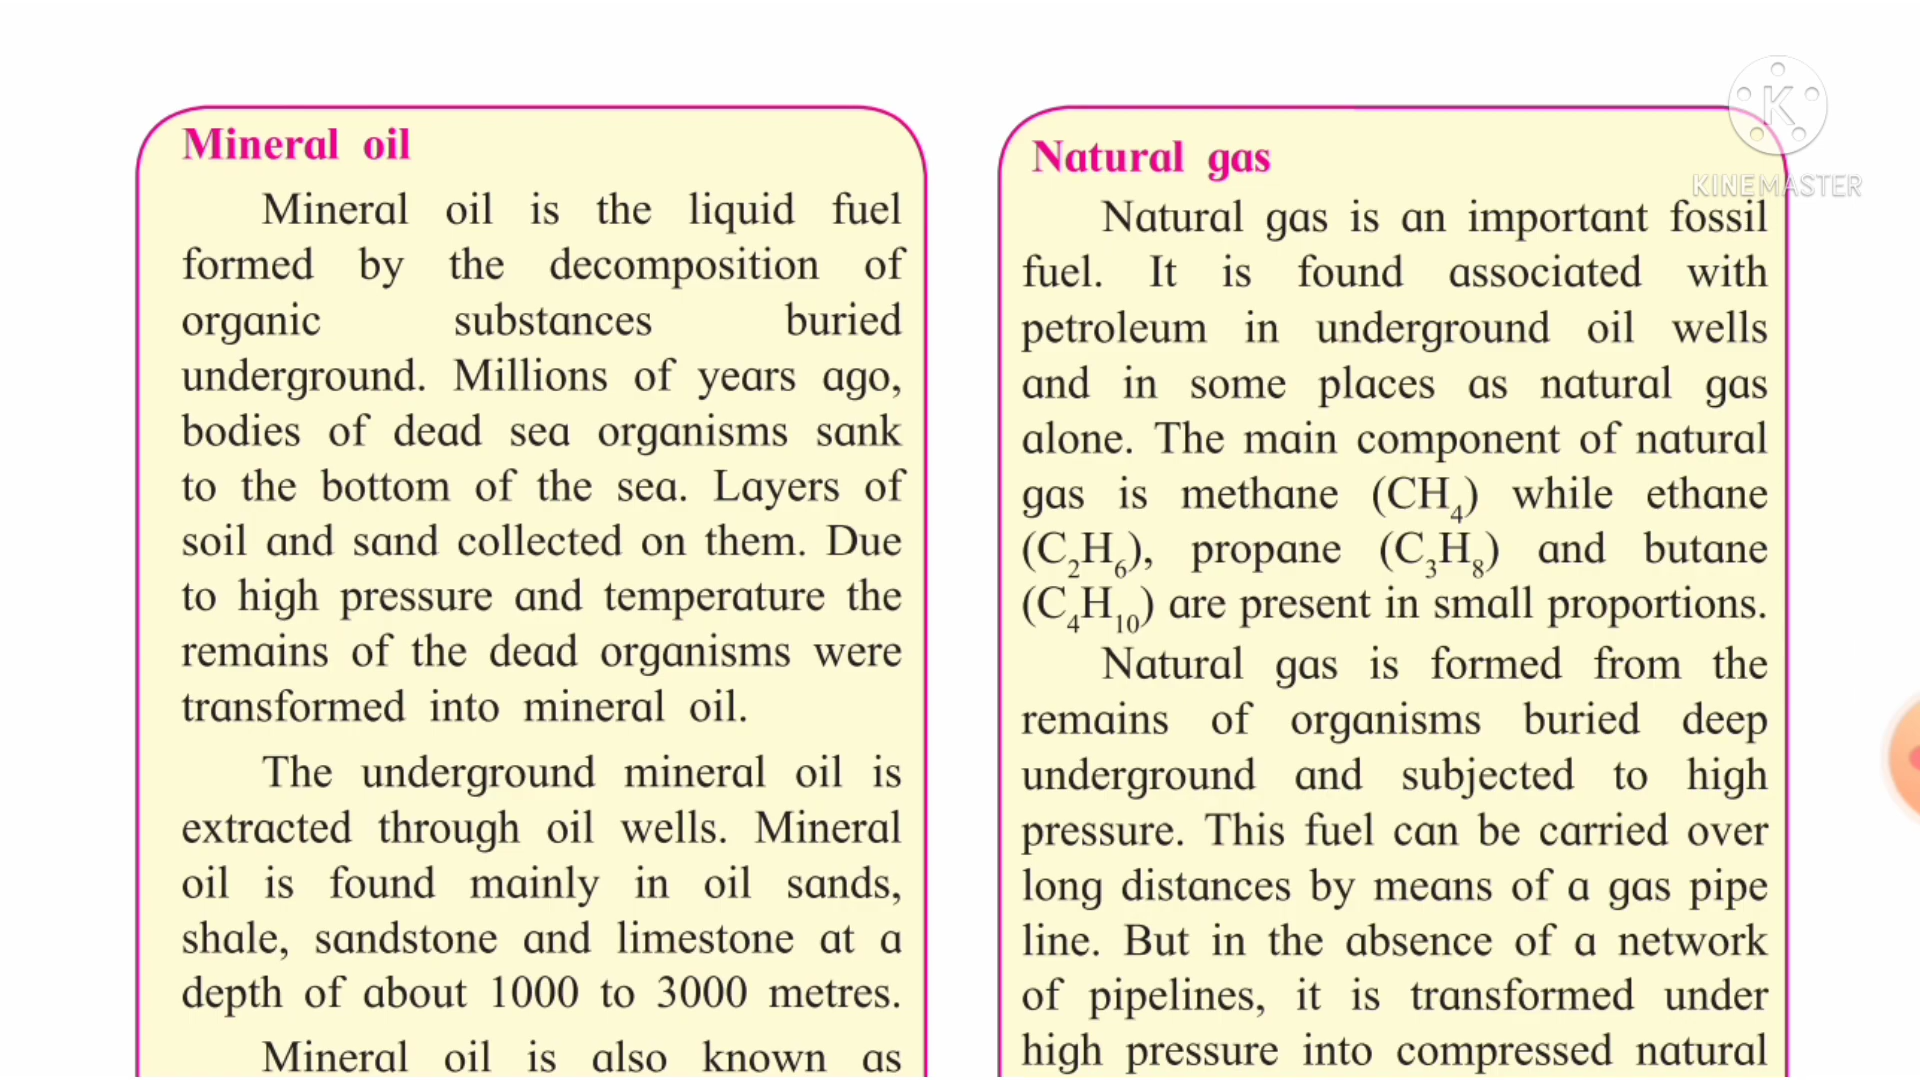 Mineral oil
Mineral oil is the liquid fuel
formed by the decomposition of
organic substances buried
underground. Millions of years ago,
bodies of dead sea organisms sank
to the bottom of the sea. Layers of
soil and sand collected on them. Due
to high pressure and temperature the
remains of the dead organisms were
transformed into mineral oil.
The underground mineral oil is
extracted through oil wells. Mineral
oil is found mainly in oil sands,
shale, sandstone and limestone at a
depth of about 1000 to 3000 metres.
Mineral oil is also known as
Natural gas
Natural gas is an important fossil
fuel. It is found associated with
petroleum in underground oil wells
and in some places as natural gas
alone. The main component of natural
gas is methane (CH₄) while ethane
(C₂H₆), propane (C₃H₈) and butane
(C₄H₁₀) are present in small proportions.
Natural gas is formed from the
remains of organisms buried deep
underground and subjected to high
pressure. This fuel can be carried over
long distances by means of a gas pipe
line. But in the absence of a network
of pipelines, it is transformed under
high pressure into compressed natural
K
KINEMASTER